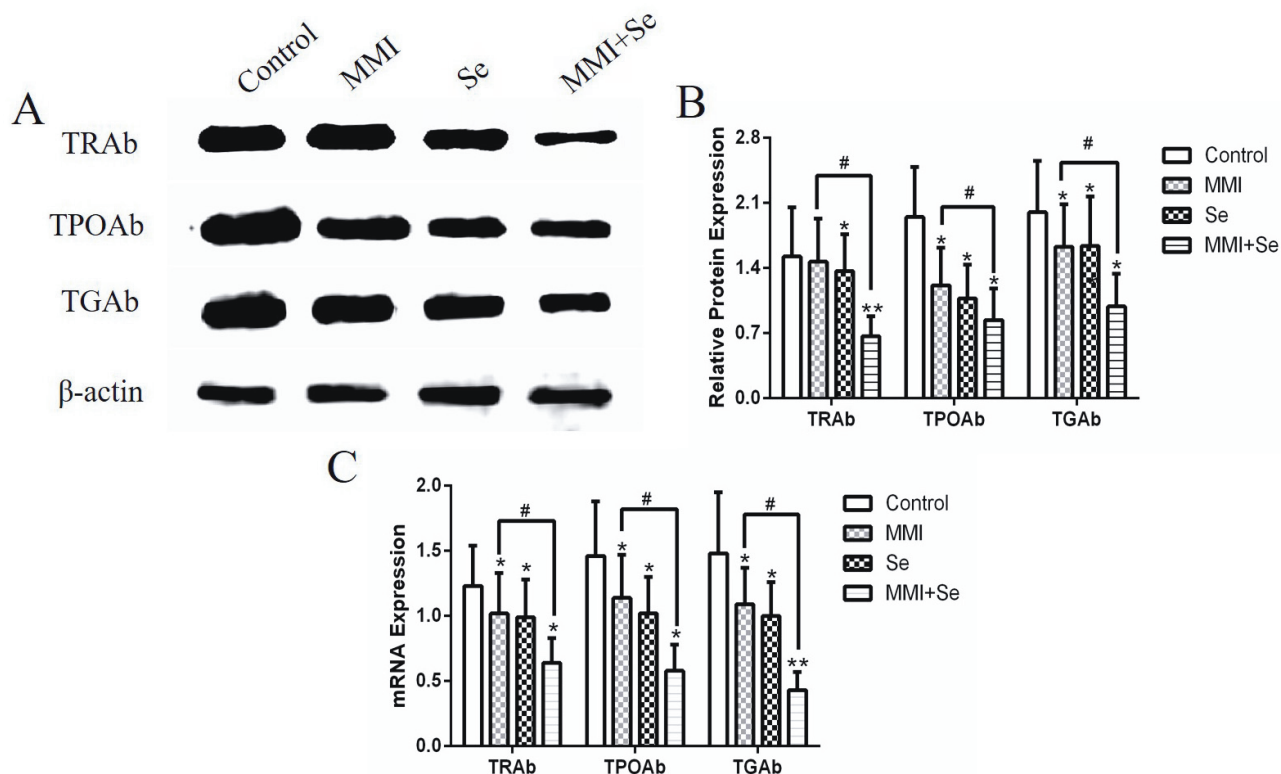 A
Control
MMI
Se
MMI+Se
TRAb
TPOAb
TGAb
β-actin
B
Relative Protein Expression
2.8
2.1
1.4
0.7
0.0
#
#
#
*
**
*
*
*
*
*
*
TRAb
TPOAb
TGAb
Control
MMI
Se
MMI+Se
C
mRNA Expression
2.0
1.5
1.0
0.5
0.0
#
#
#
*
*
*
*
*
*
*
*
**
TRAb
TPOAb
TGAb
Control
MMI
Se
MMI+Se